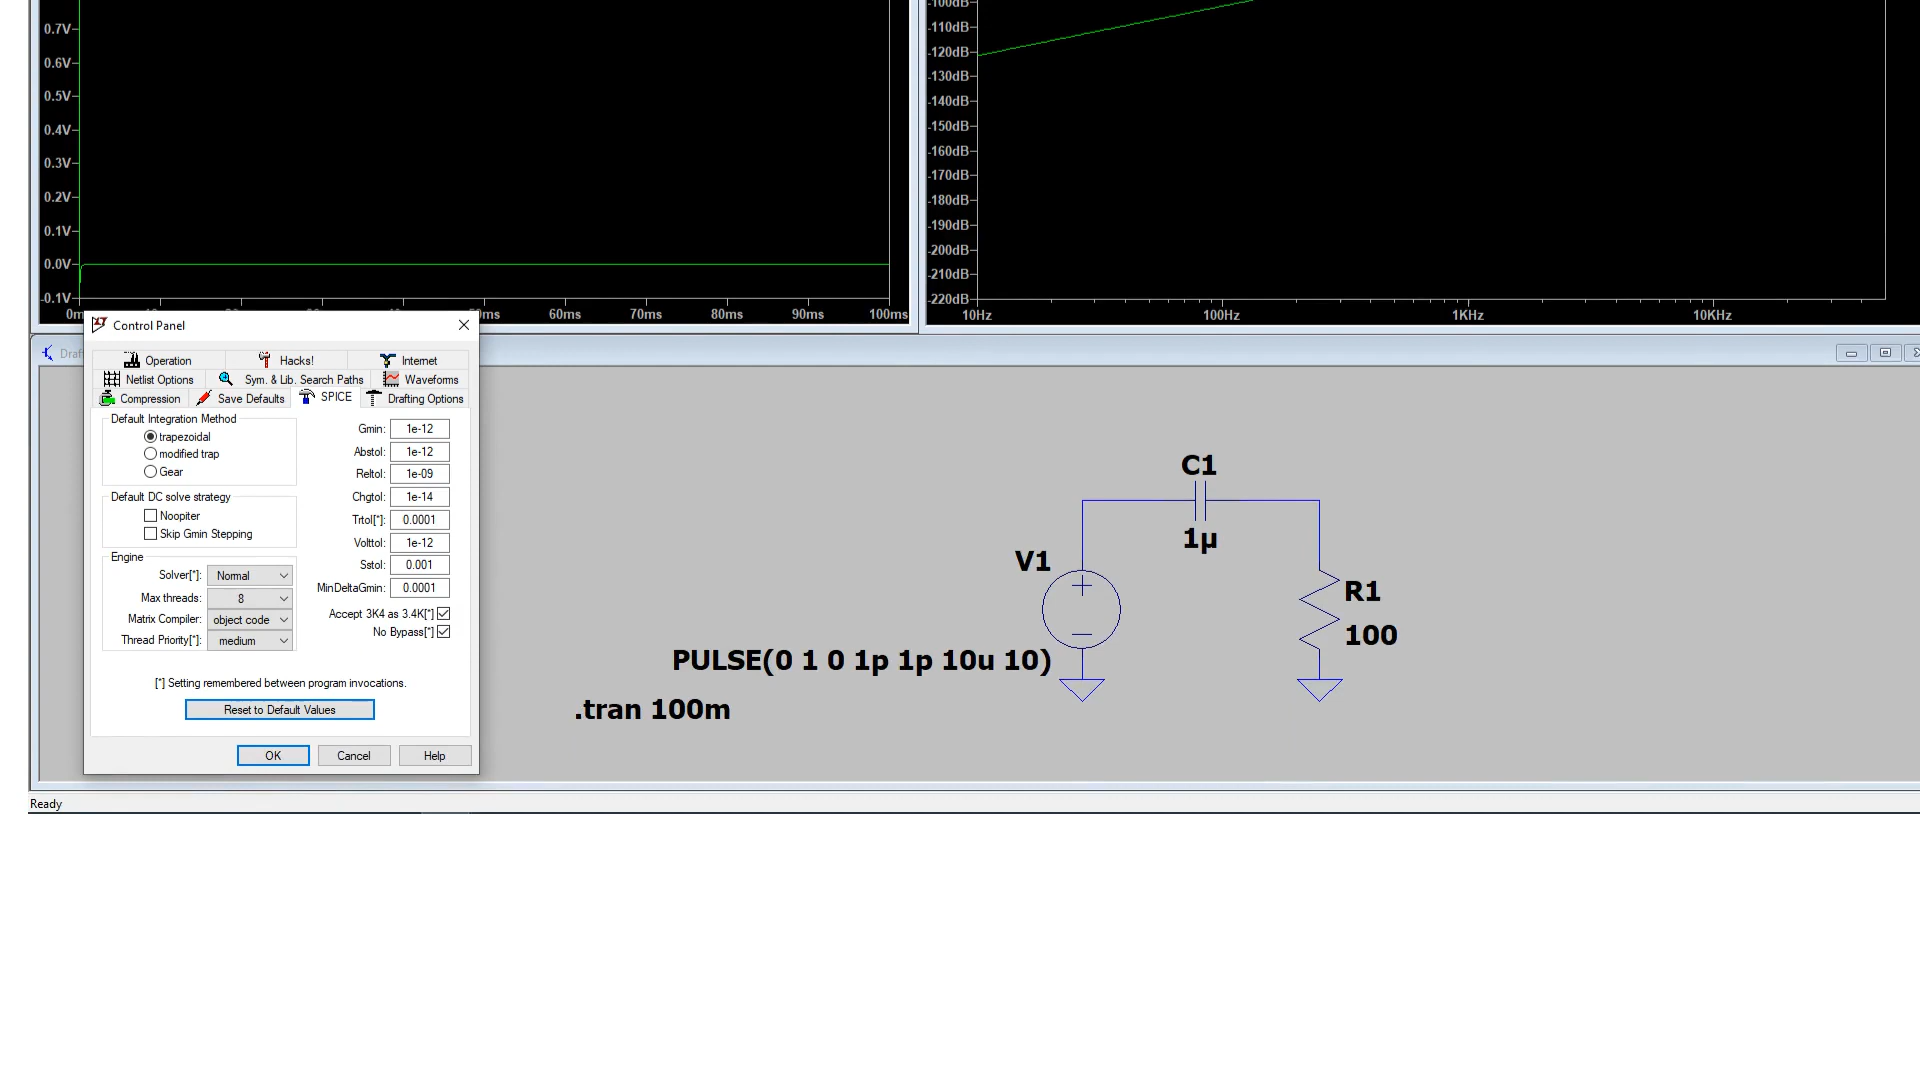 0.7V
0.6V
0.5V
0.4V
0.3V
0.2V
0.1V
0.0V
-0.1V
60ms 70ms 80ms 90ms 100ms
-100dB
-110dB
-120dB
-130dB
-140dB
-150dB
-160dB
-170dB
-180dB
-190dB
-200dB
-210dB
-220dB
10Hz 100Hz 1KHz 10KHz
Control Panel
Operation Hacks! Internet
Netlist Options Sym. & Lib. Search Paths Waveforms
Compression Save Defaults SPICE Drafting Options
Default Integration Method
trapezoidal
modified trap
Gear
Default DC solve strategy
Noopiter
Skip Gmin Stepping
Engine
Solver[*]: Normal
Max threads: 8
Matrix Compiler: object code
Thread Priority[*]: medium
Gmin: 1e-12
Abstol: 1e-12
Reltol: 1e-09
Chgtol: 1e-14
Trtol[*]: 0.0001
Volttol: 1e-12
Sstol: 0.001
MinDeltaGmin: 0.0001
Accept 3K4 as 3.4K[*]
No Bypass[*]
[*] Setting remembered between program invocations.
Reset to Default Values
OK Cancel Help
C1
1µ
V1
R1
100
PULSE(0 1 0 1p 1p 10u 10)
.tran 100m
Ready